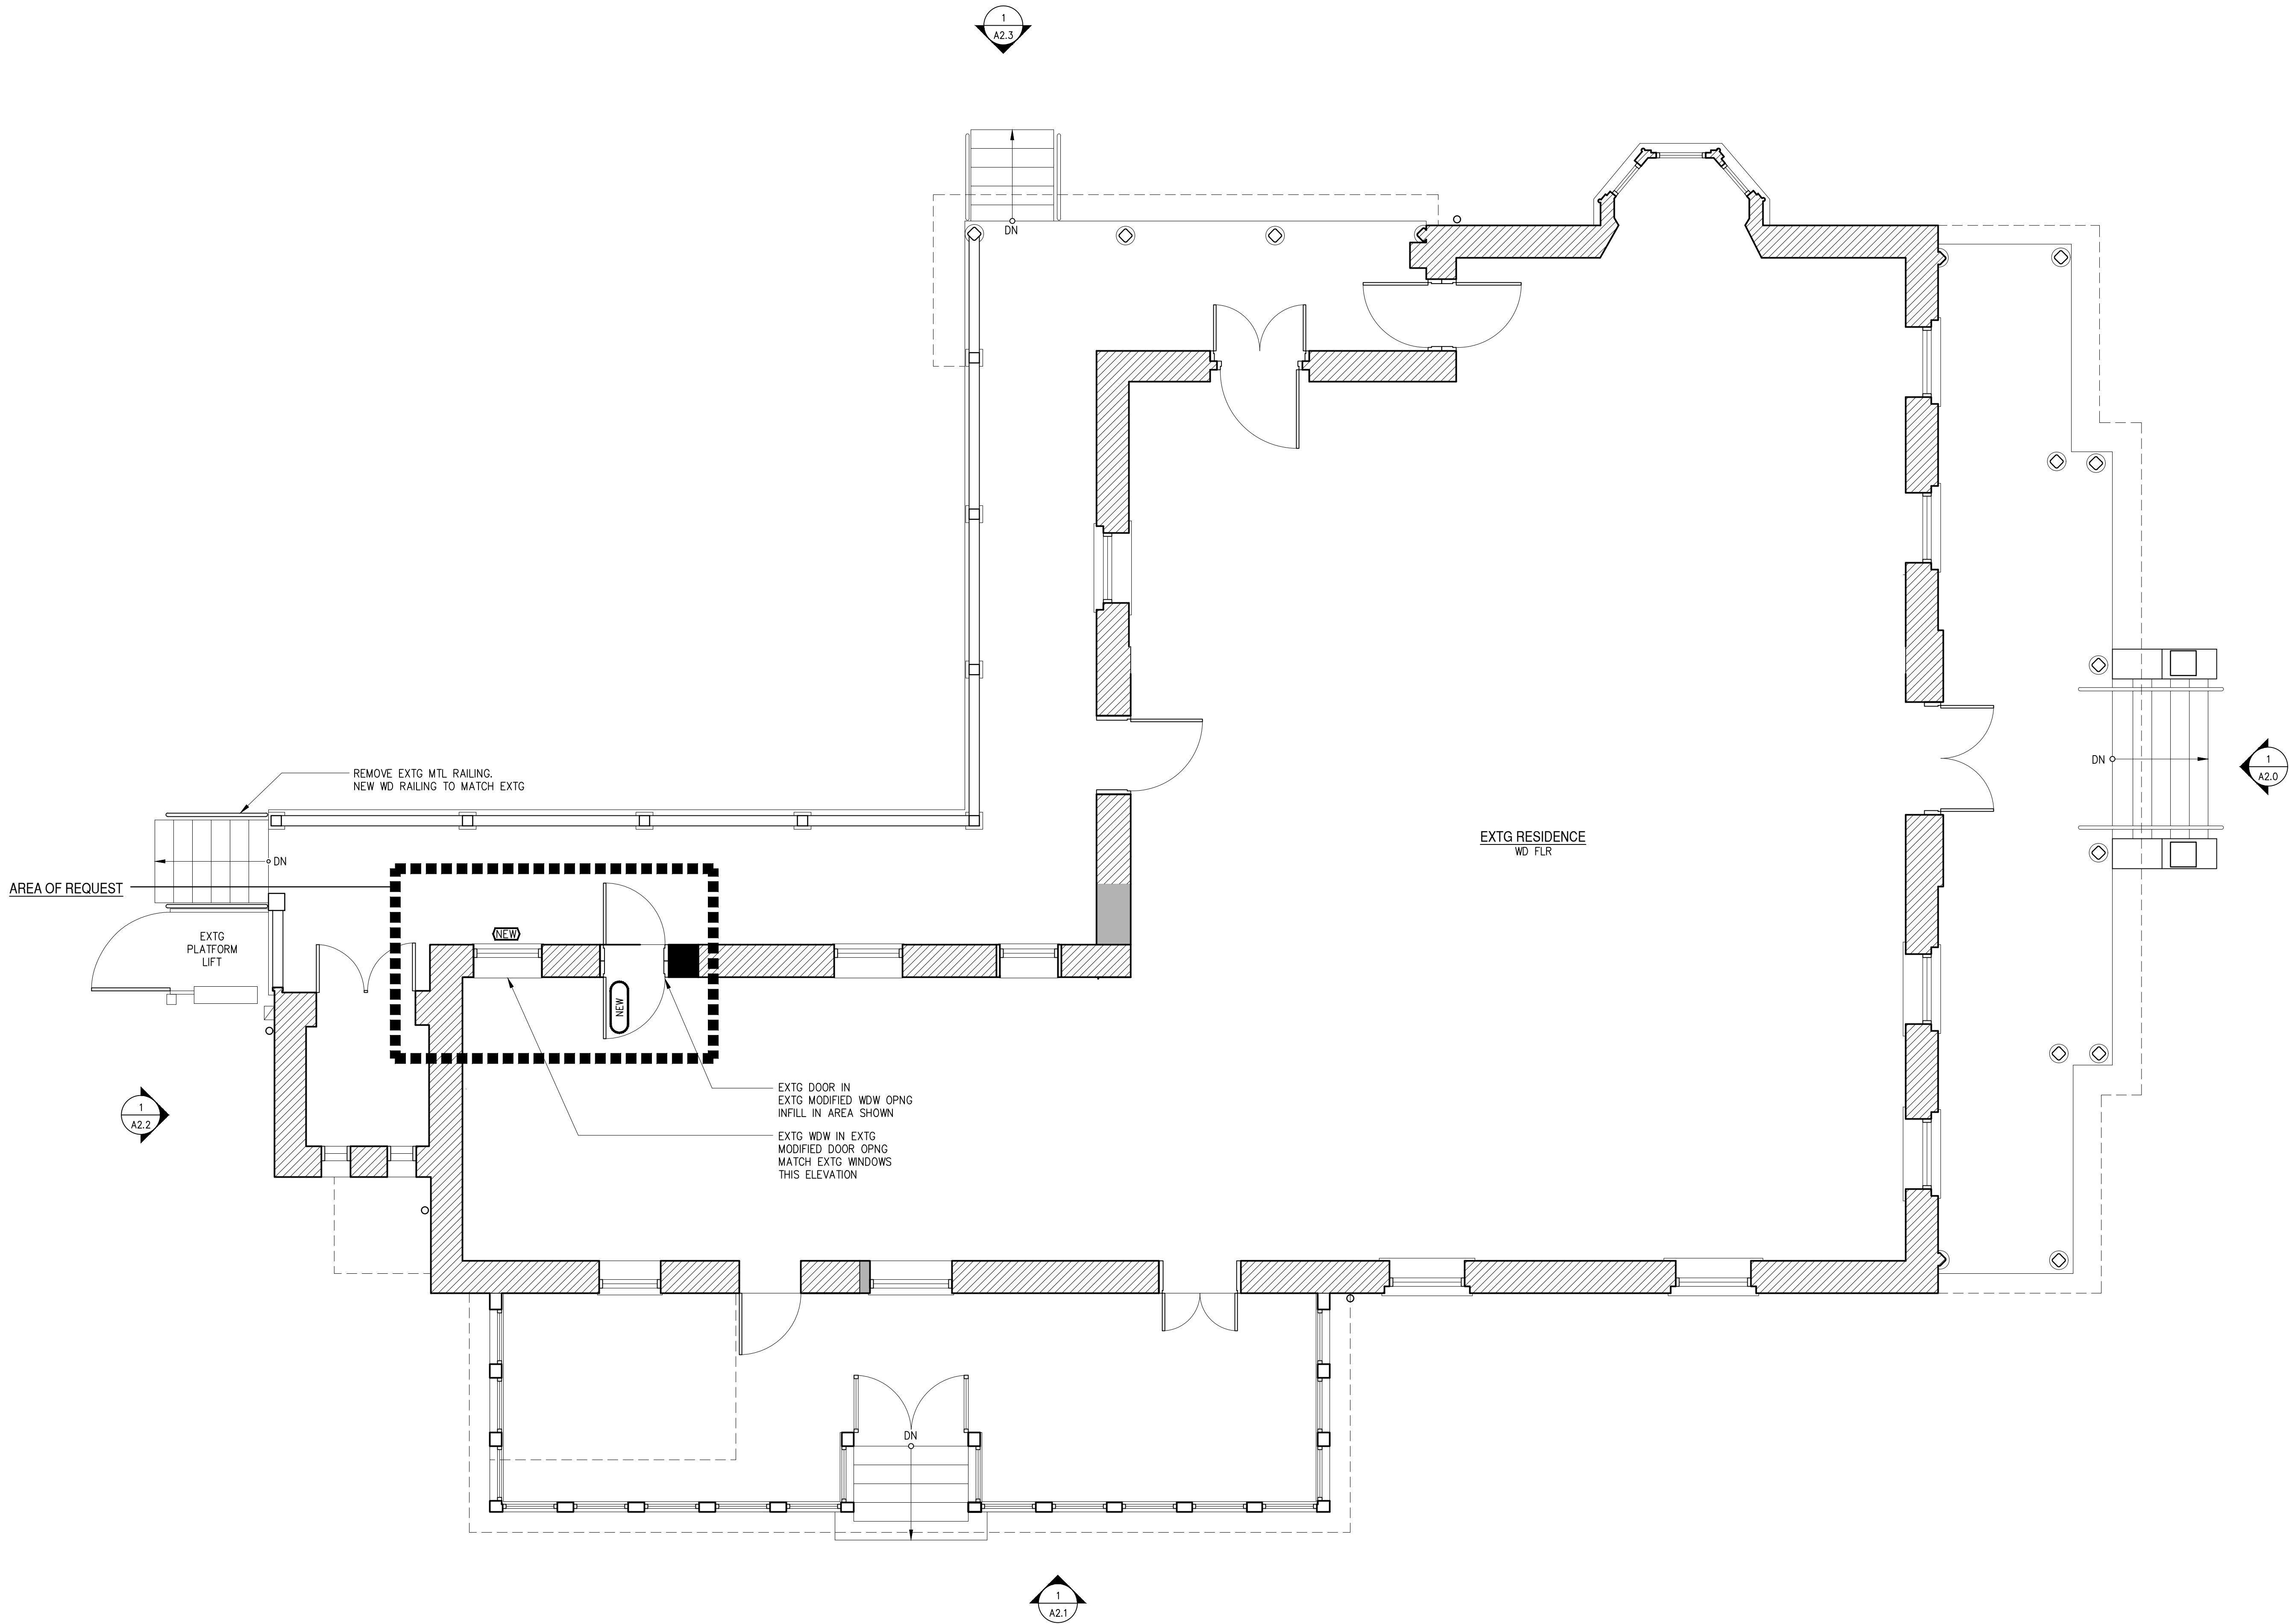 1
A2.3
DN
REMOVE EXTG MTL RAILING.
NEW WD RAILING TO MATCH EXTG
DN
1
A2.0
EXTG RESIDENCE
WD FLR
DN
AREA OF REQUEST
NEW
EXTG
PLATFORM
LIFT
NEW
EXTG DOOR IN
EXTG MODIFIED WDW OPNG
INFILL IN AREA SHOWN
1
A2.2
EXTG WDW IN EXTG
MODIFIED DOOR OPNG
MATCH EXTG WINDOWS
THIS ELEVATION
DN
1
A2.1